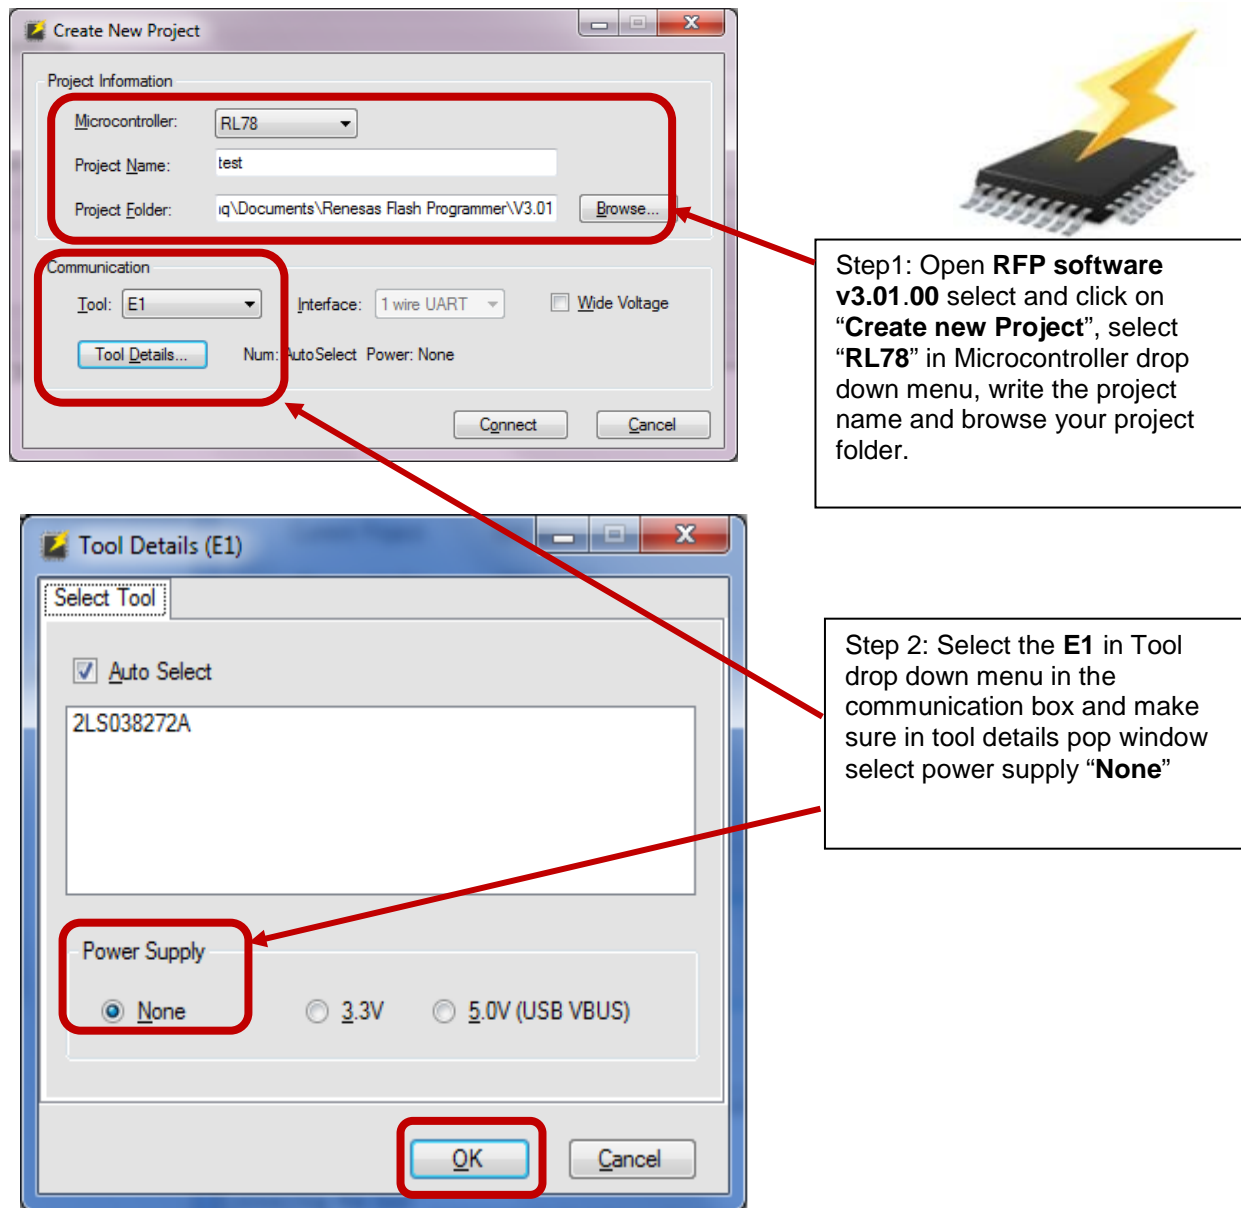 Create New Project
Project Information
Microcontroller: RL78
Project Name: test
Project Folder: ıq\Documents\Renesas Flash Programmer\V3.01 Browse...
Communication
Tool: E1 Interface: 1 wire UART Wide Voltage
Tool Details... Num: AutoSelect Power: None
Connect Cancel
Step1: Open RFP software
v3.01.00 select and click on
“Create new Project”, select
“RL78” in Microcontroller drop
down menu, write the project
name and browse your project
folder.
Tool Details (E1)
Select Tool
Auto Select
2LS038272A
Power Supply
None 3.3V 5.0V (USB VBUS)
OK Cancel
Step 2: Select the E1 in Tool
drop down menu in the
communication box and make
sure in tool details pop window
select power supply “None”